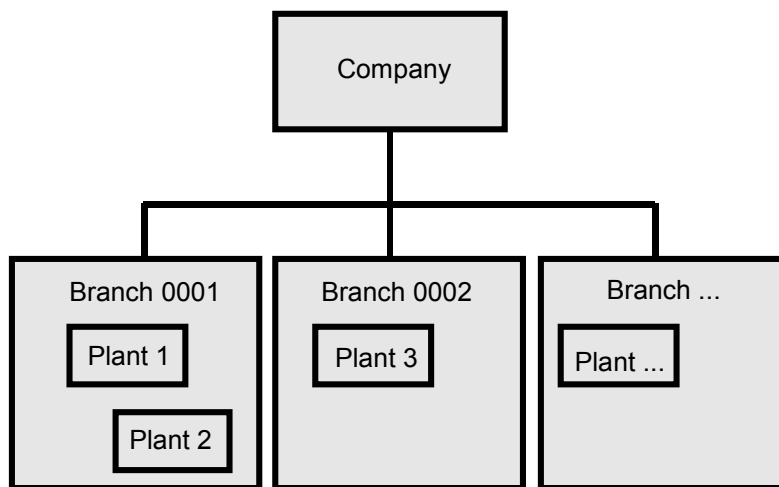 Company
Branch 0001
Plant 1
Plant 2
Branch 0002
Plant 3
Branch ...
Plant ...